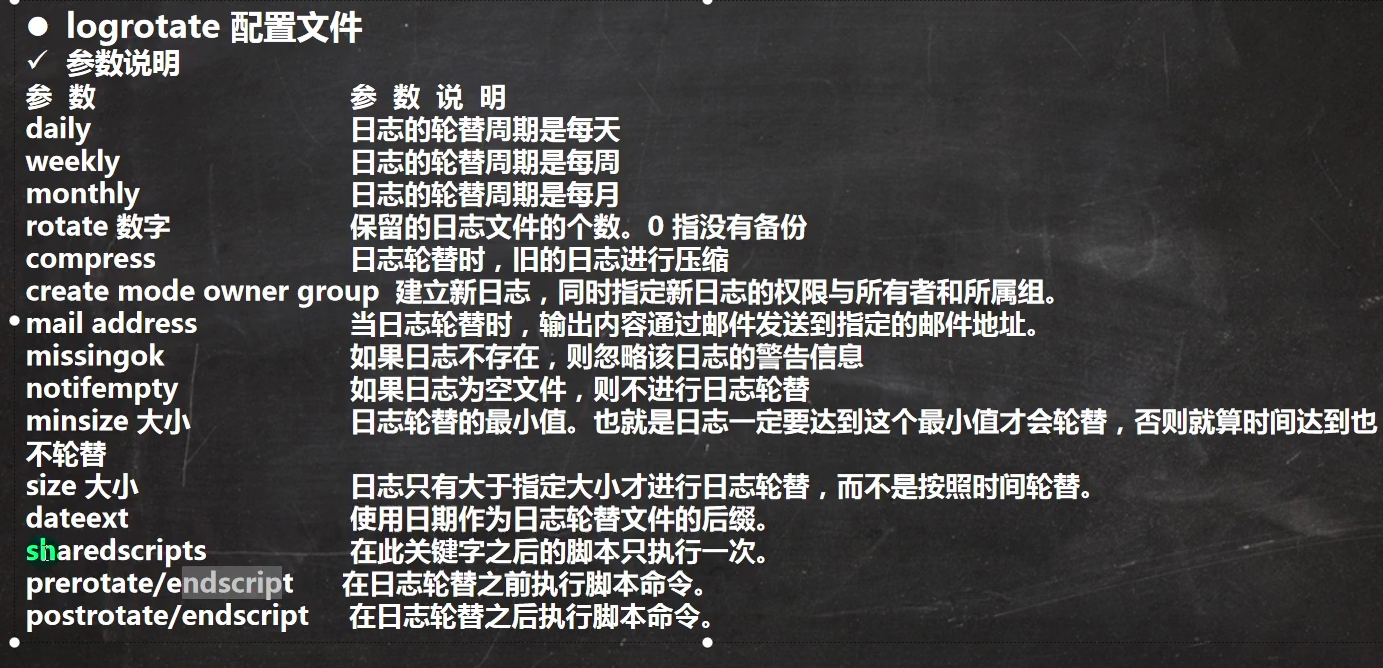 ● logrotate 配置文件
✓ 参数说明
参 数 参 数 说 明
daily 日志的轮替周期是每天
weekly 日志的轮替周期是每周
monthly 日志的轮替周期是每月
rotate 数字 保留的日志文件的个数。0 指没有备份
compress 日志轮替时，旧的日志进行压缩
create mode owner group 建立新日志，同时指定新日志的权限与所有者和所属组。
mail address 当日志轮替时，输出内容通过邮件发送到指定的邮件地址。
missingok 如果日志不存在，则忽略该日志的警告信息
notifempty 如果日志为空文件，则不进行日志轮替
minsize 大小 日志轮替的最小值。也就是日志一定要达到这个最小值才会轮替，否则就算时间达到也
不轮替
size 大小 日志只有大于指定大小才进行日志轮替，而不是按照时间轮替。
dateext 使用日期作为日志轮替文件的后缀。
sharedscripts 在此关键字之后的脚本只执行一次。
prerotate/endscript 在日志轮替之前执行脚本命令。
postrotate/endscript 在日志轮替之后执行脚本命令。